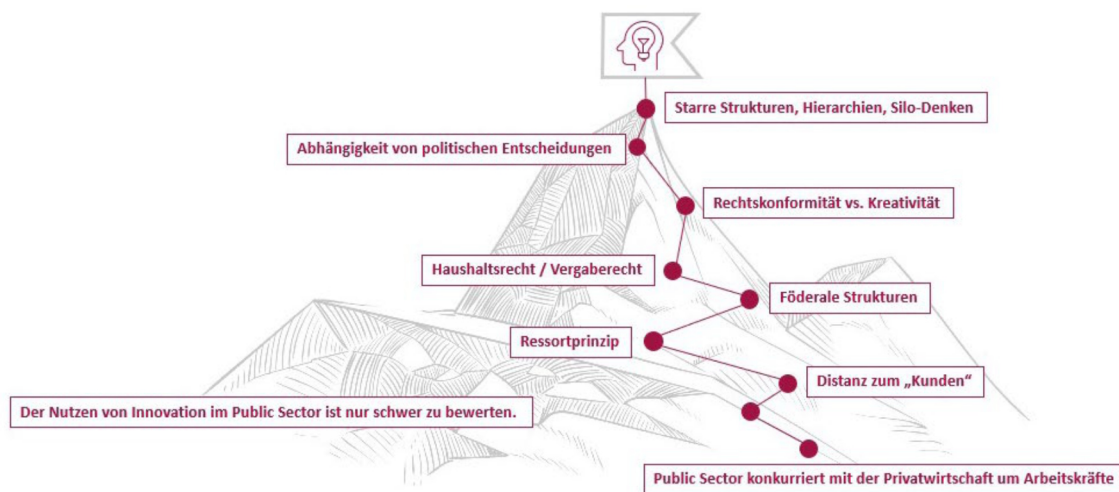 Starre Strukturen, Hierarchien, Silo-Denken
Abhängigkeit von politischen Entscheidungen
Rechtskonformität vs. Kreativität
Haushaltsrecht / Vergaberecht
Föderale Strukturen
Ressortprinzip
Distanz zum „Kunden“
Der Nutzen von Innovation im Public Sector ist nur schwer zu bewerten.
Public Sector konkurriert mit der Privatwirtschaft um Arbeitskräfte